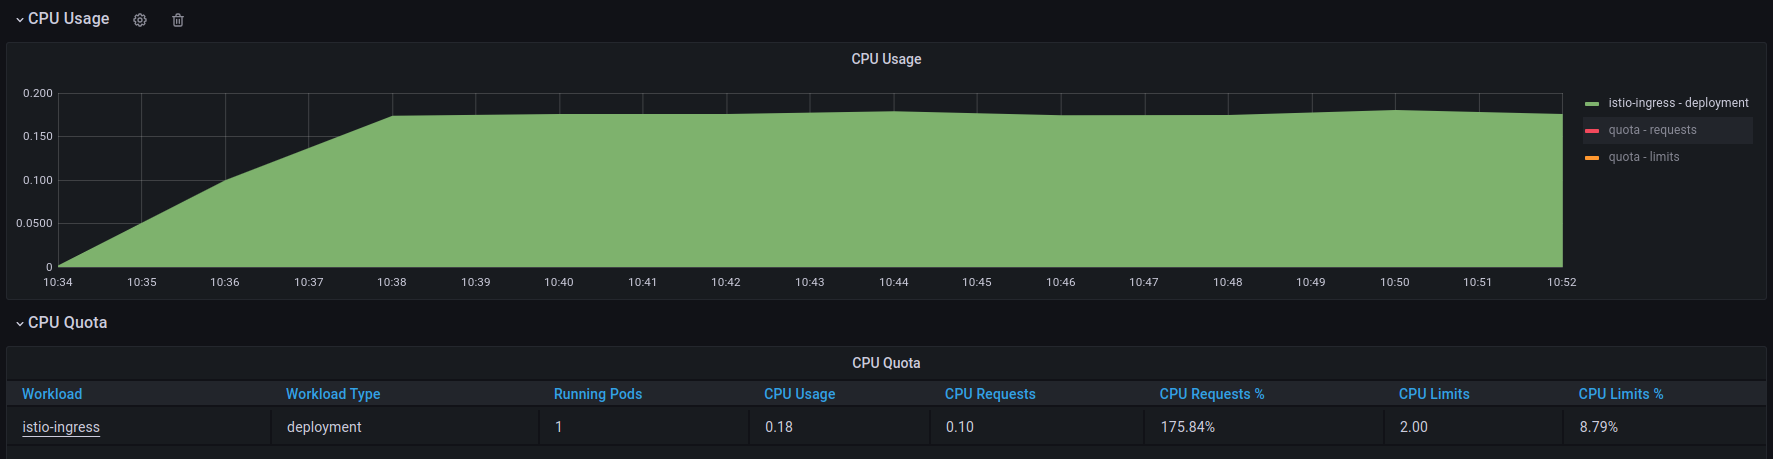 CPU Usage
CPU Usage
0.200
0.150
0.100
0.0500
0
10:34 10:35 10:36 10:37 10:38 10:39 10:40 10:41 10:42 10:43 10:44 10:45 10:46 10:47 10:48 10:49 10:50 10:51 10:52
istio-ingress - deployment
quota - requests
quota - limits
CPU Quota
CPU Quota
Workload Workload Type Running Pods CPU Usage CPU Requests CPU Requests % CPU Limits CPU Limits %
istio-ingress deployment 1 0.18 0.10 175.84% 2.00 8.79%